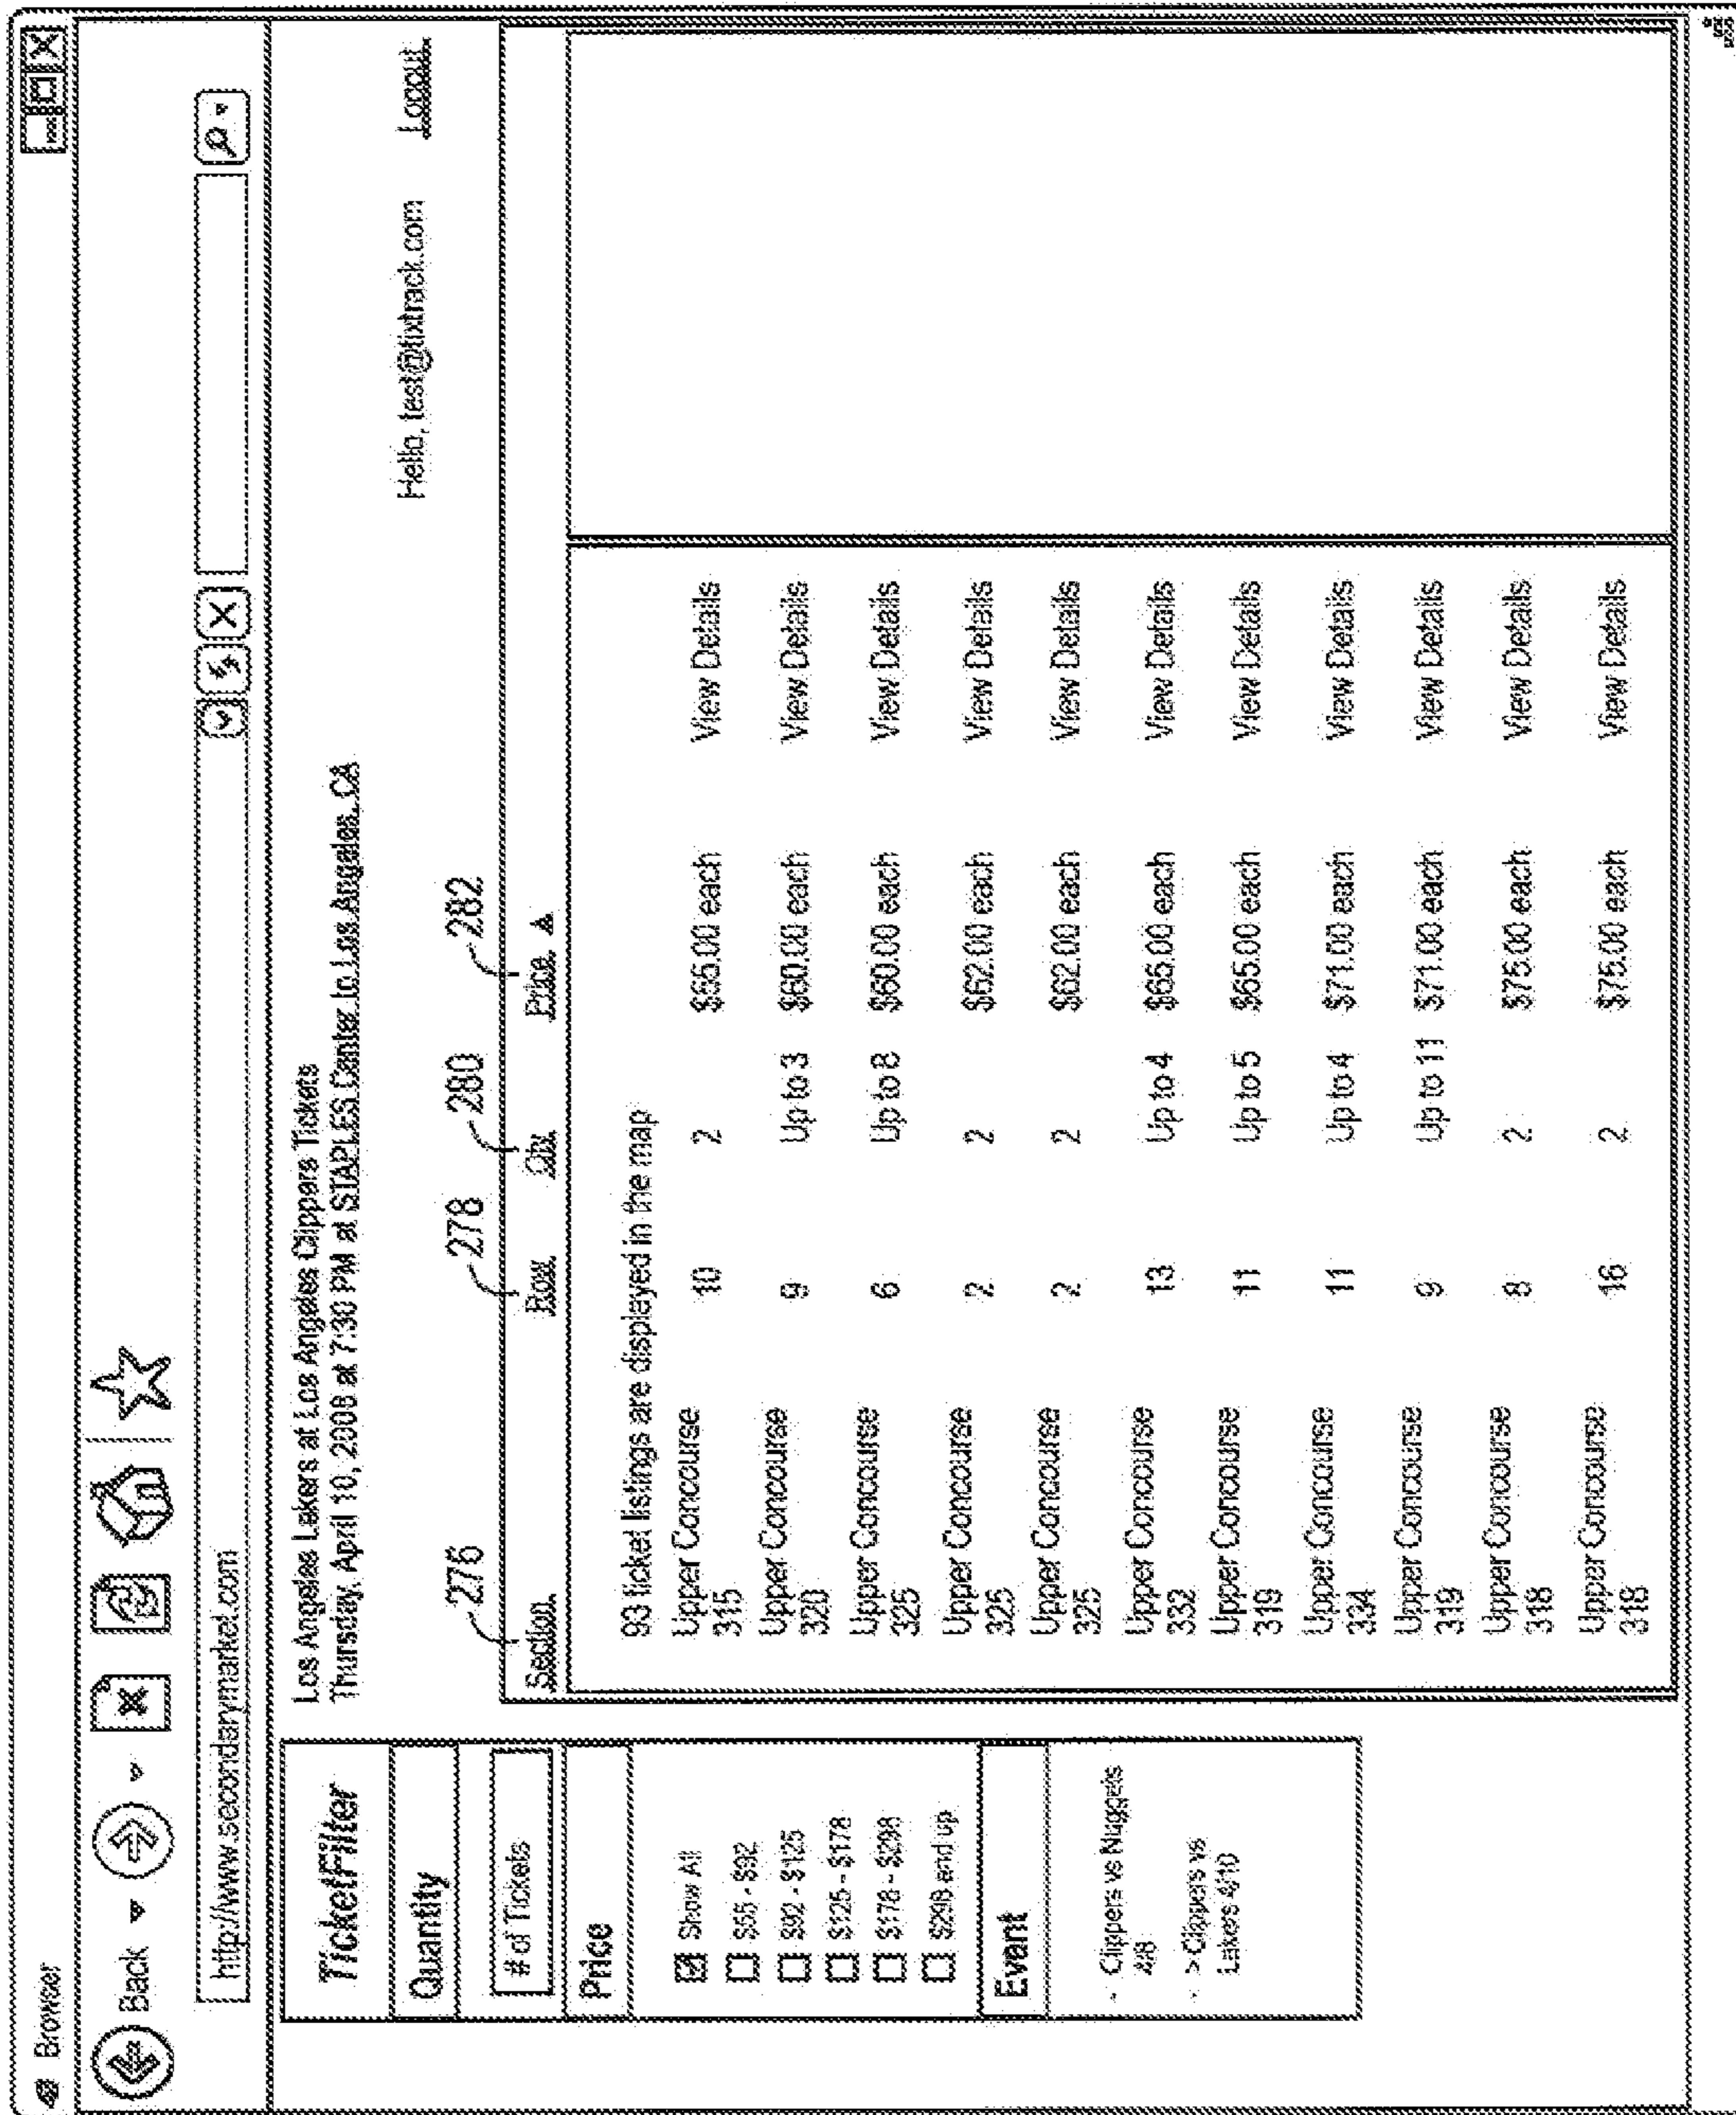 Browser
Back
http://www.secondarymarket.com
Los Angeles Lakers at Los Angeles Clippers Tickets
Thursday, April 10, 2008 at 7:30 PM at STAPLES Center in Los Angeles, CA
Hello, test@tixtrack.com Logout
TicketFilter
Quantity
# of Tickets
Price
Show All
$55 - $92
$92 - $125
$125 - $178
$178 - $298
$298 and up
Event
- Clippers vs Nuggets
4/8
- > Clippers vs
Lakers 4/10
276 278 280 282
Section Row Qty Price ▲
93 ticket listings are displayed in the map
Upper Concourse 10 2 $55.00 each View Details
315
Upper Concourse 9 Up to 3 $60.00 each View Details
320
Upper Concourse 6 Up to 8 $60.00 each View Details
325
Upper Concourse 2 2 $62.00 each View Details
325
Upper Concourse 2 2 $62.00 each View Details
325
Upper Concourse 13 Up to 4 $65.00 each View Details
332
Upper Concourse 11 Up to 5 $65.00 each View Details
319
Upper Concourse 11 Up to 4 $71.00 each View Details
334
Upper Concourse 9 Up to 11 $71.00 each View Details
319
Upper Concourse 8 2 $75.00 each View Details
318
Upper Concourse 16 2 $75.00 each View Details
318